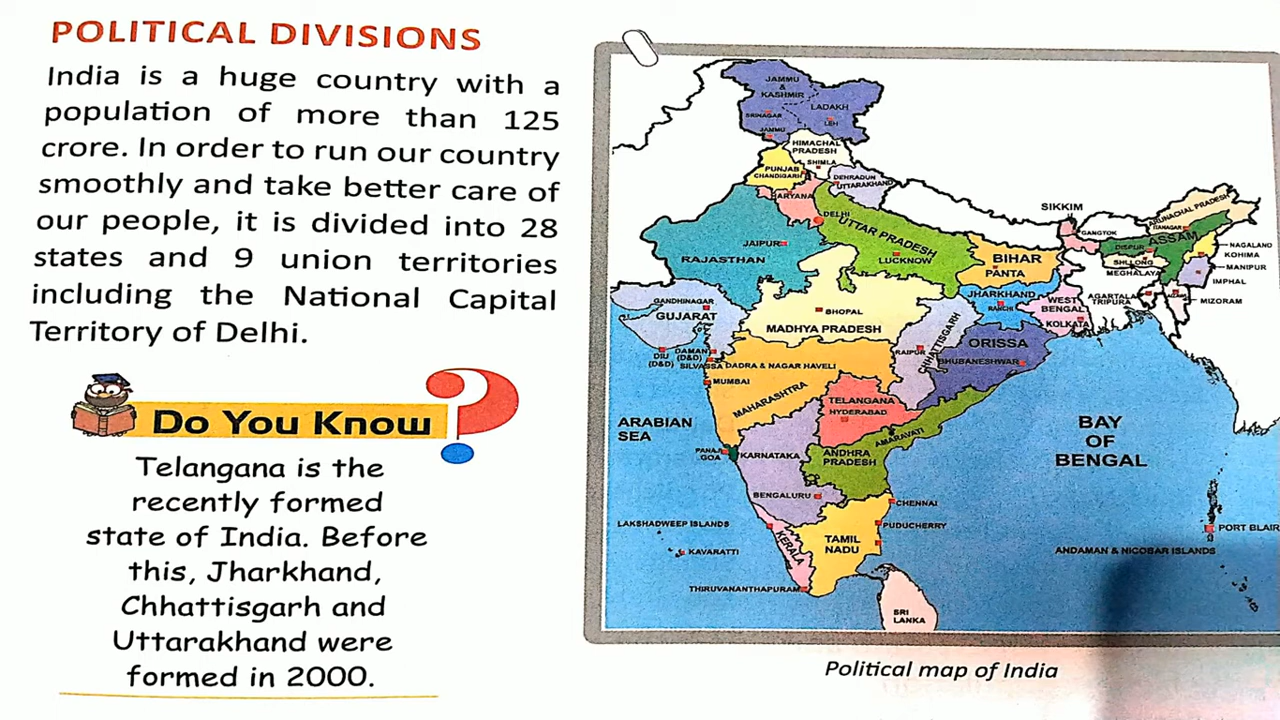 POLITICAL DIVISIONS
India is a huge country with a
population of more than 125
crore. In order to run our country
smoothly and take better care of
our people, it is divided into 28
states and 9 union territories
including the National Capital
Territory of Delhi.
Do You Know
?
Telangana is the
recently formed
state of India. Before
this, Jharkhand,
Chhattisgarh and
Uttarakhand were
formed in 2000.
JAMMU
&
KASHMIR
LADAKH
SRINAGAR
LEH
JAMMU
HIMACHAL
PRADESH
SHIMLA
PUNJAB
CHANDIGARH
DEHRADUN
UTTARAKHAND
HARYANA
DELHI
UTTAR PRADESH
LUCKNOW
JAIPUR
RAJASTHAN
SIKKIM
GANGTOK
ARUNACHAL PRADESH
ITANAGAR
ASSAM
DISPUR
SHLLONG
MEGHALAYA
NAGALAND
KOHIMA
MANIPUR
IMPHAL
MIZORAM
AGARTALA
TRIPURA
BIHAR
PANTA
JHARKHAND
RANCHI
WEST
BENGAL
KOLKATA
GANDHINAGAR
GUJARAT
DIU
(D&D)
DAMAN
(D&D)
SILVASSA DADRA & NAGAR HAVELI
BHOPAL
MADHYA PRADESH
RAIPUR
CHHATTISGARH
ORISSA
BHUBANESHWAR
MUMBAI
MAHARASHTRA
TELANGANA
HYDERABAD
AMARAVATI
ANDHRA
PRADESH
ARABIAN
SEA
PANAJI
GOA
KARNATAKA
BENGALURU
BAY
OF
BENGAL
CHENNAI
PUDUCHERRY
TAMIL
NADU
KERALA
LAKSHADWEEP ISLANDS
KAVARATTI
THIRUVANANTHAPURAM
SRI
LANKA
PORT BLAIR
ANDAMAN & NICOBAR ISLANDS
Political map of India